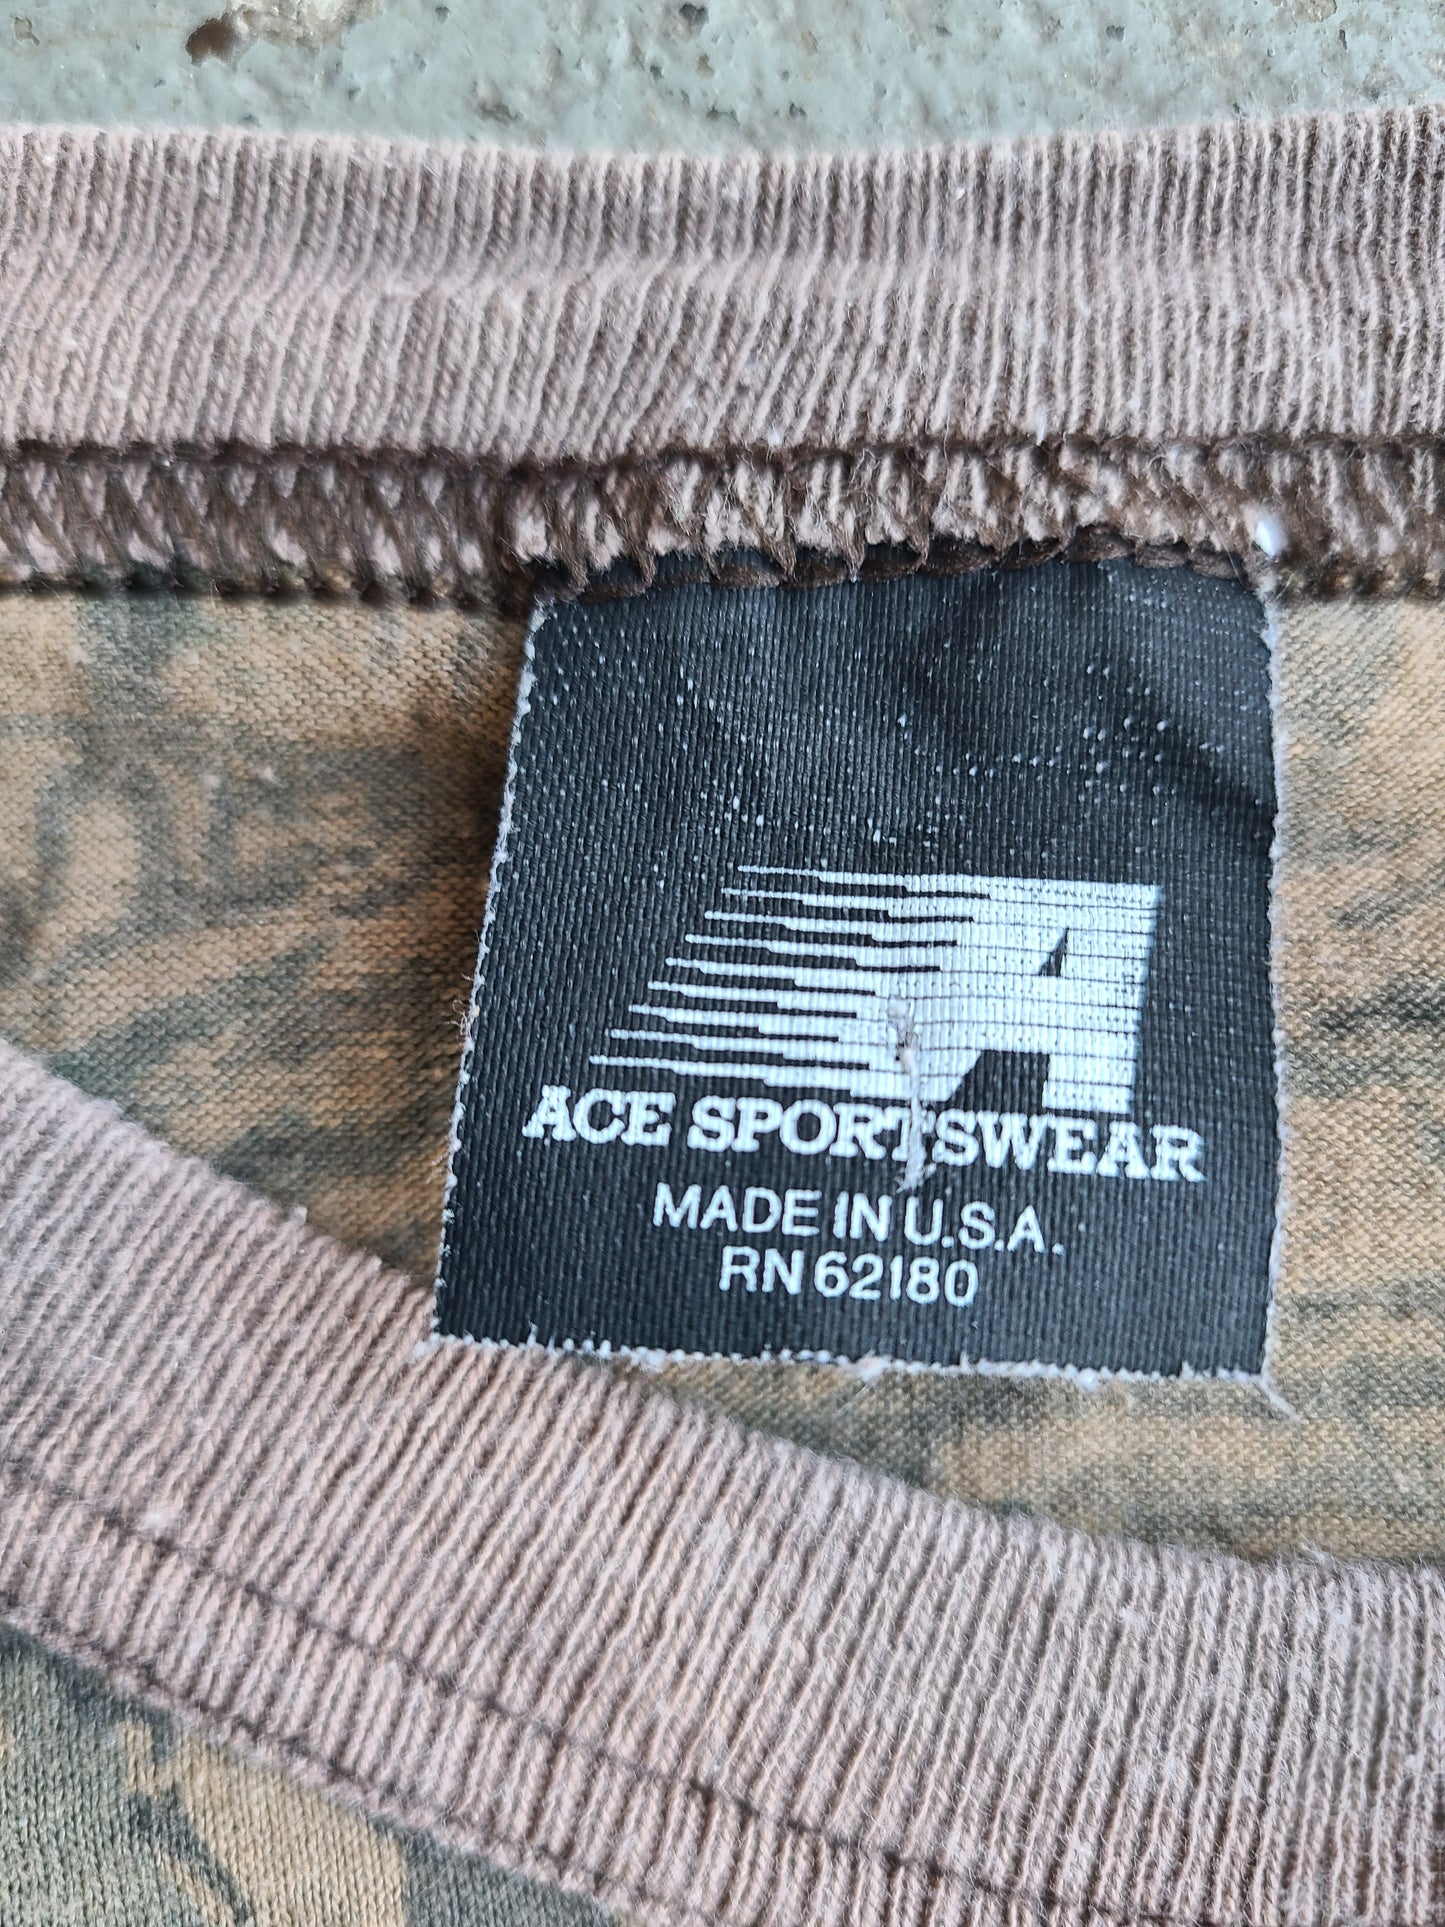 A
ACE SPORTSWEAR
MADE IN U.S.A.
RN 62180